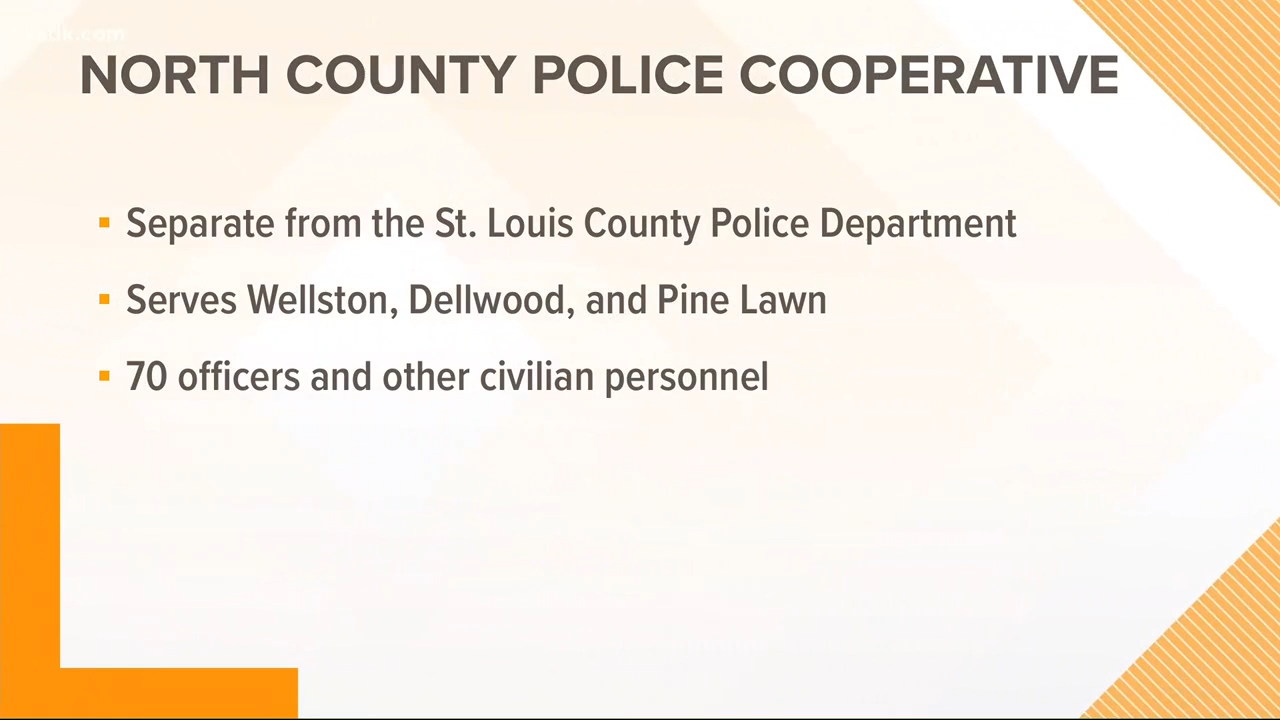 NORTH COUNTY POLICE COOPERATIVE
▪ Separate from the St. Louis County Police Department
▪ Serves Wellston, Dellwood, and Pine Lawn
▪ 70 officers and other civilian personnel